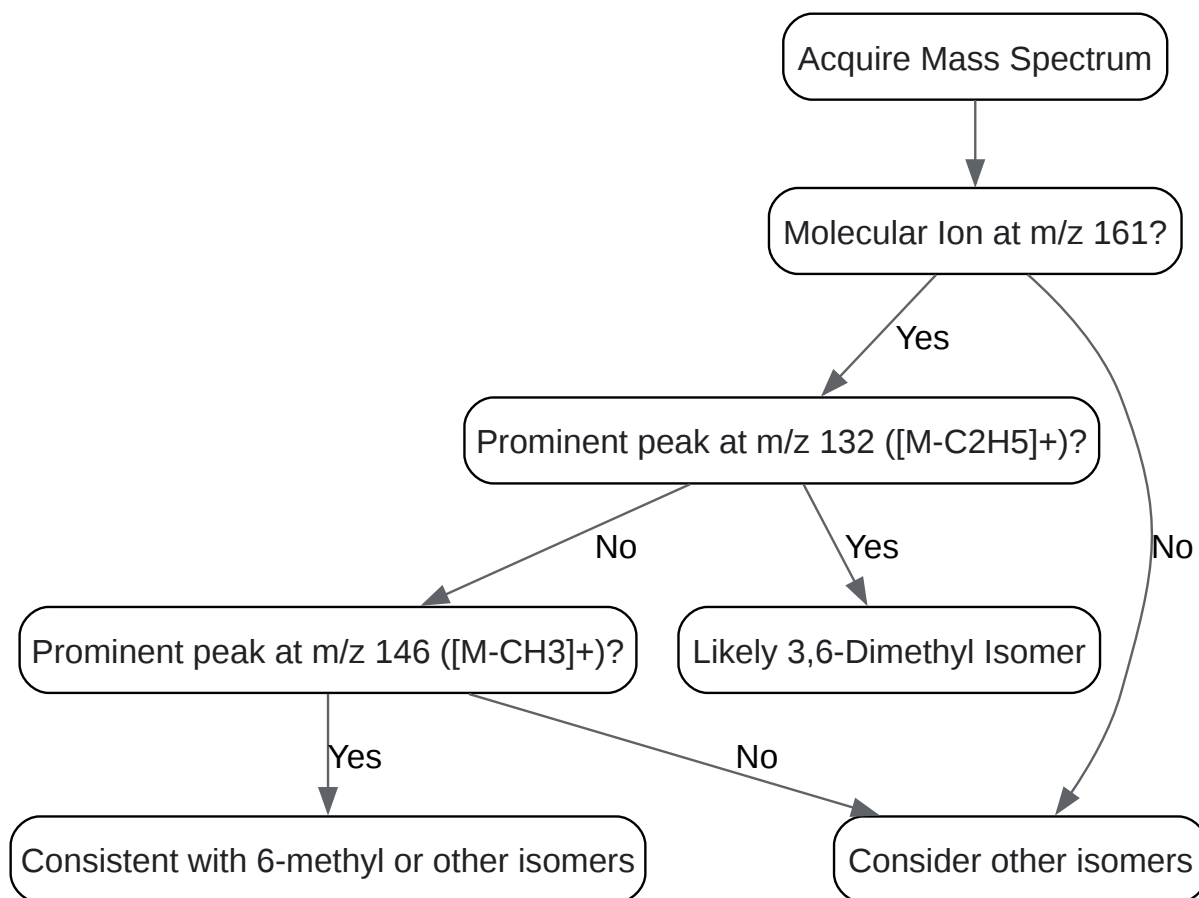 Acquire Mass Spectrum
Molecular Ion at m/z 161?
Yes
Prominent peak at m/z 132 ([M-C2H5]+)?
No
Yes
No
Prominent peak at m/z 146 ([M-CH3]+)?
Likely 3,6-Dimethyl Isomer
Yes
No
Consistent with 6-methyl or other isomers
Consider other isomers